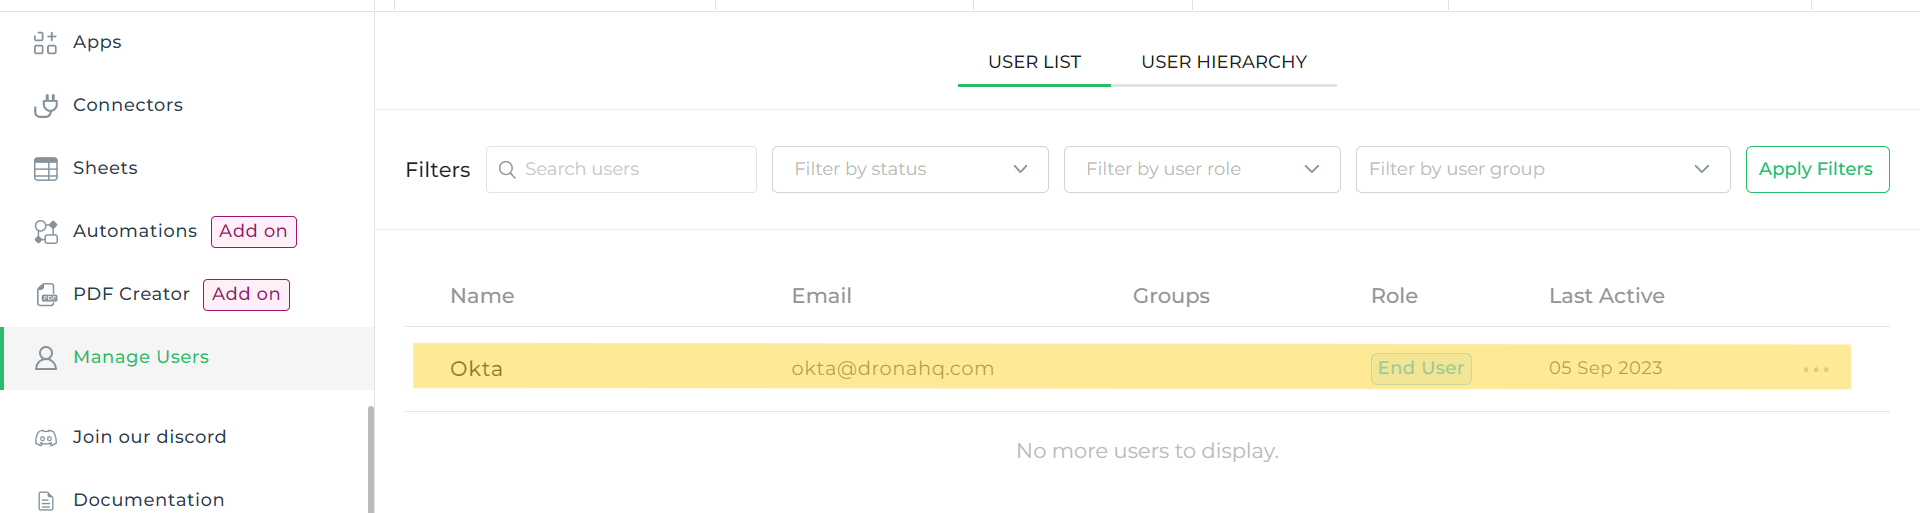 Apps
Connectors
Sheets
Automations Add on
PDF Creator Add on
Manage Users
Join our discord
Documentation
USER LIST USER HIERARCHY
Filters Search users Filter by status Filter by user role Filter by user group Apply Filters
Name Email Groups Role Last Active
Okta okta@dronahq.com End User 05 Sep 2023 ...
No more users to display.